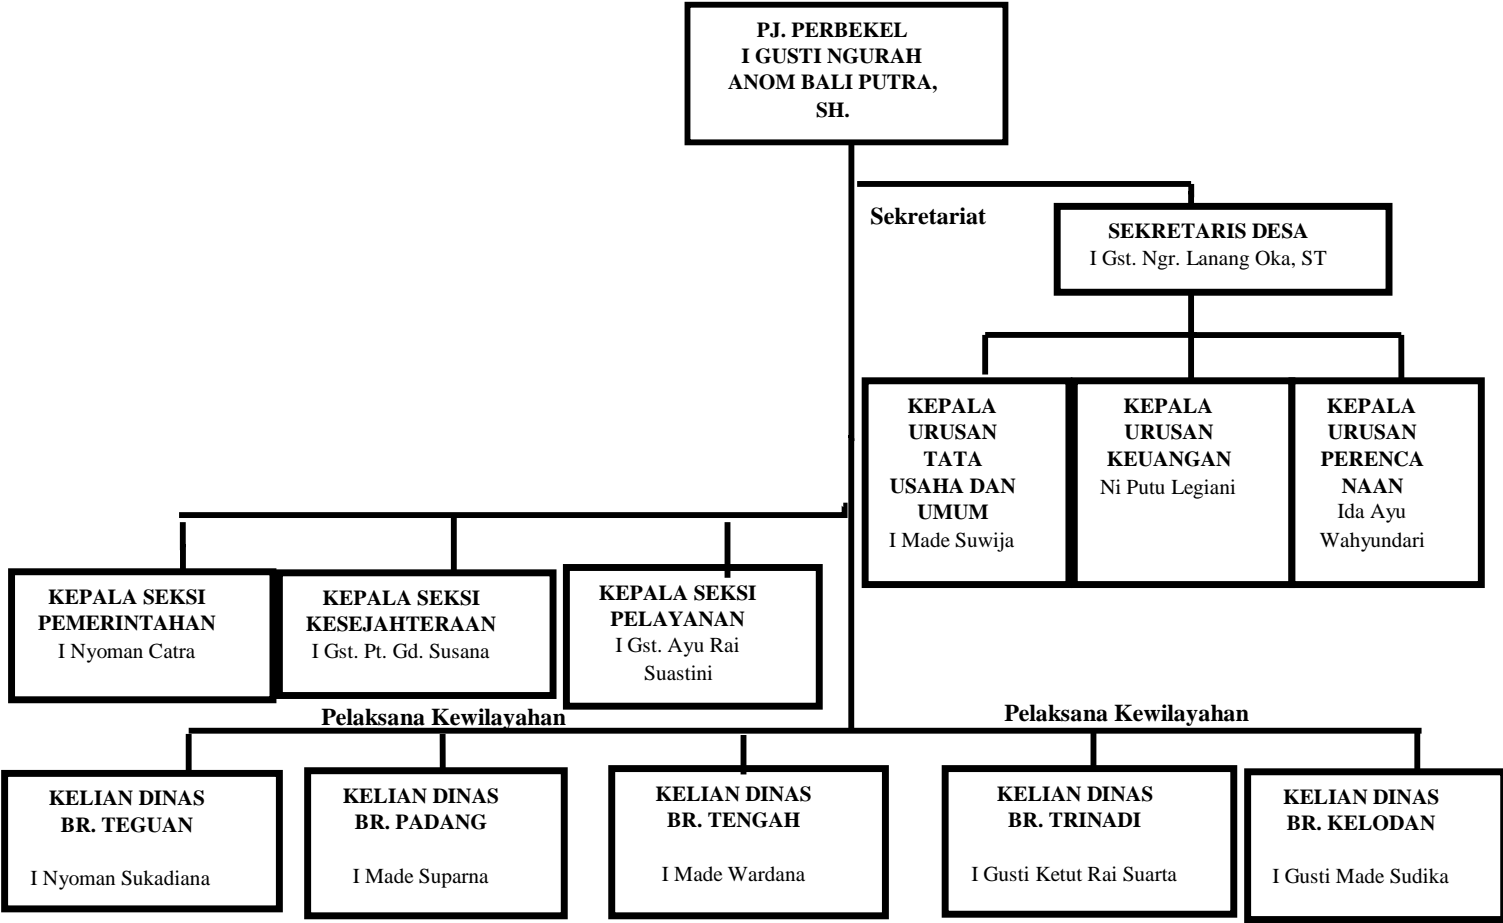 PJ. PERBEKEL
I GUSTI NGURAH
ANOM BALI PUTRA,
SH.
Sekretariat
SEKRETARIS DESA
I Gst. Ngr. Lanang Oka, ST
KEPALA
URUSAN
TATA
USAHA DAN
UMUM
I Made Suwija
KEPALA
URUSAN
KEUANGAN
Ni Putu Legiani
KEPALA
URUSAN
PERENCA
NAAN
Ida Ayu
Wahyundari
KEPALA SEKSI
PEMERINTAHAN
I Nyoman Catra
KEPALA SEKSI
KESEJAHTERAAN
I Gst. Pt. Gd. Susana
KEPALA SEKSI
PELAYANAN
I Gst. Ayu Rai
Suastini
Pelaksana Kewilayahan
Pelaksana Kewilayahan
KELIAN DINAS
BR. TEGUAN
I Nyoman Sukadiana
KELIAN DINAS
BR. PADANG
I Made Suparna
KELIAN DINAS
BR. TENGAH
I Made Wardana
KELIAN DINAS
BR. TRINADI
I Gusti Ketut Rai Suarta
KELIAN DINAS
BR. KELODAN
I Gusti Made Sudika